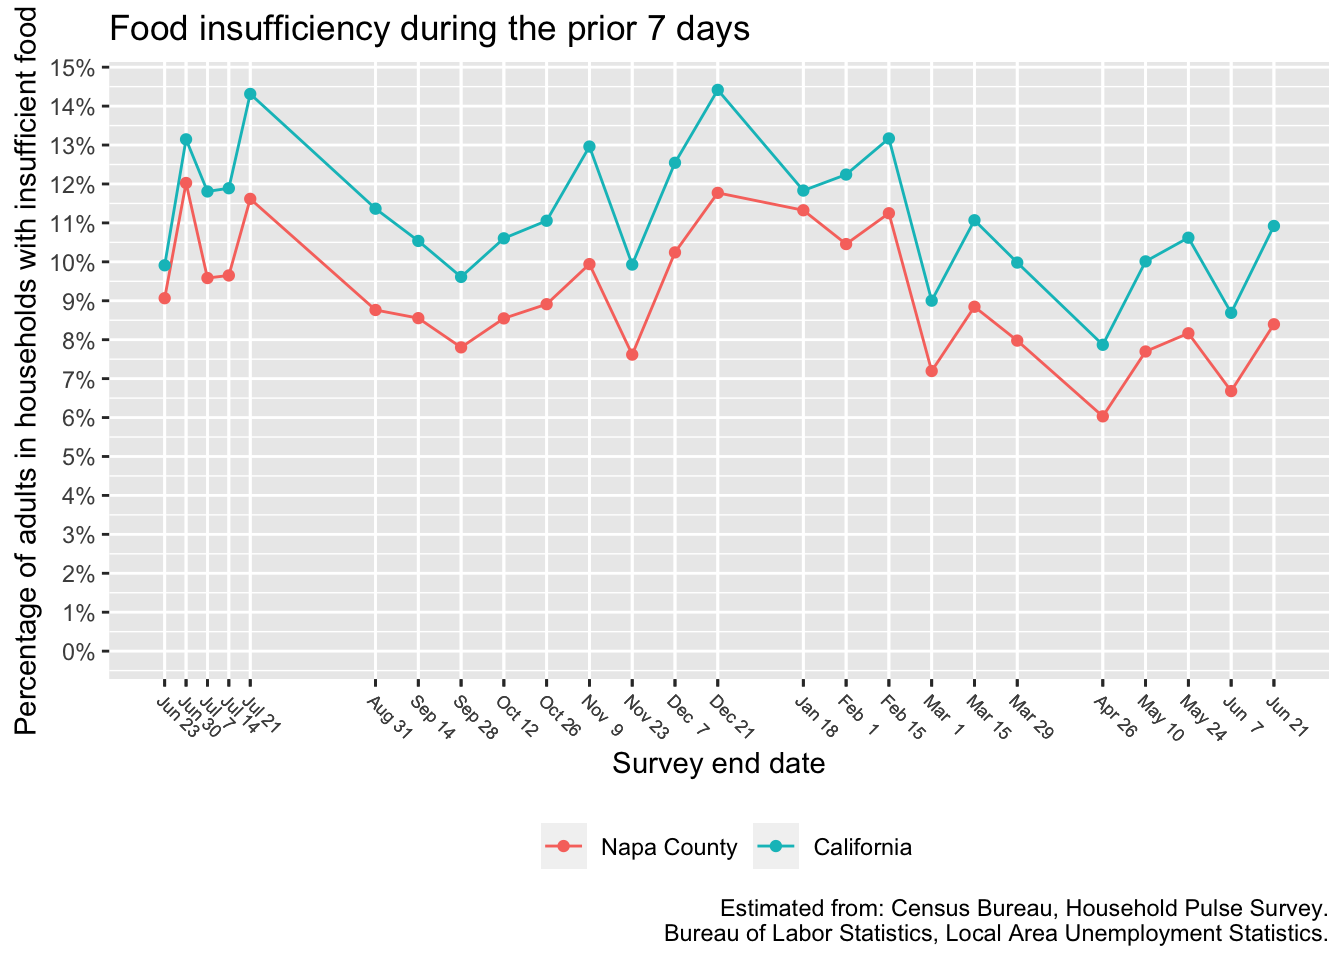 Food insufficiency during the prior 7 days
Percentage of adults in households with insufficient food
15%
14%
13%
12%
11%
10%
9%
8%
7%
6%
5%
4%
3%
2%
1%
0%
Jun 23
Jun 30
Jul 7
Jul 14
Jul 21
Aug 31
Sep 14
Sep 28
Oct 12
Oct 26
Nov 9
Nov 23
Dec 7
Dec 21
Jan 18
Feb 1
Feb 15
Mar 1
Mar 15
Mar 29
Apr 26
May 10
May 24
Jun 7
Jun 21
Survey end date
Napa County
California
Estimated from: Census Bureau, Household Pulse Survey.
Bureau of Labor Statistics, Local Area Unemployment Statistics.